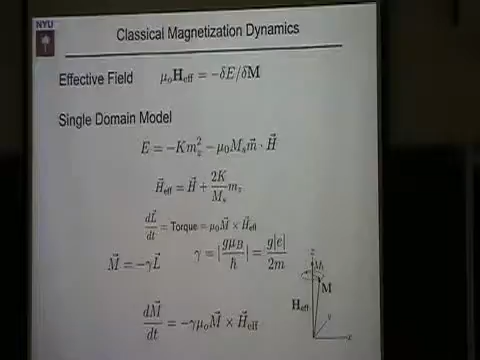 NYU
Classical Magnetization Dynamics
Effective Field μ₀H_eff = -δE/δM
Single Domain Model
E = -Km_z² - μ₀M_s m⃗ · H⃗
H⃗_eff = H⃗ + 2K/M_s m_z
dL⃗/dt = Torque = μ₀M⃗ × H⃗_eff
M⃗ = -γL⃗ γ = |gμ_B/ħ| = g|e|/2m
dM⃗/dt = -γμ₀M⃗ × H⃗_eff
z
M
H_eff
y
x